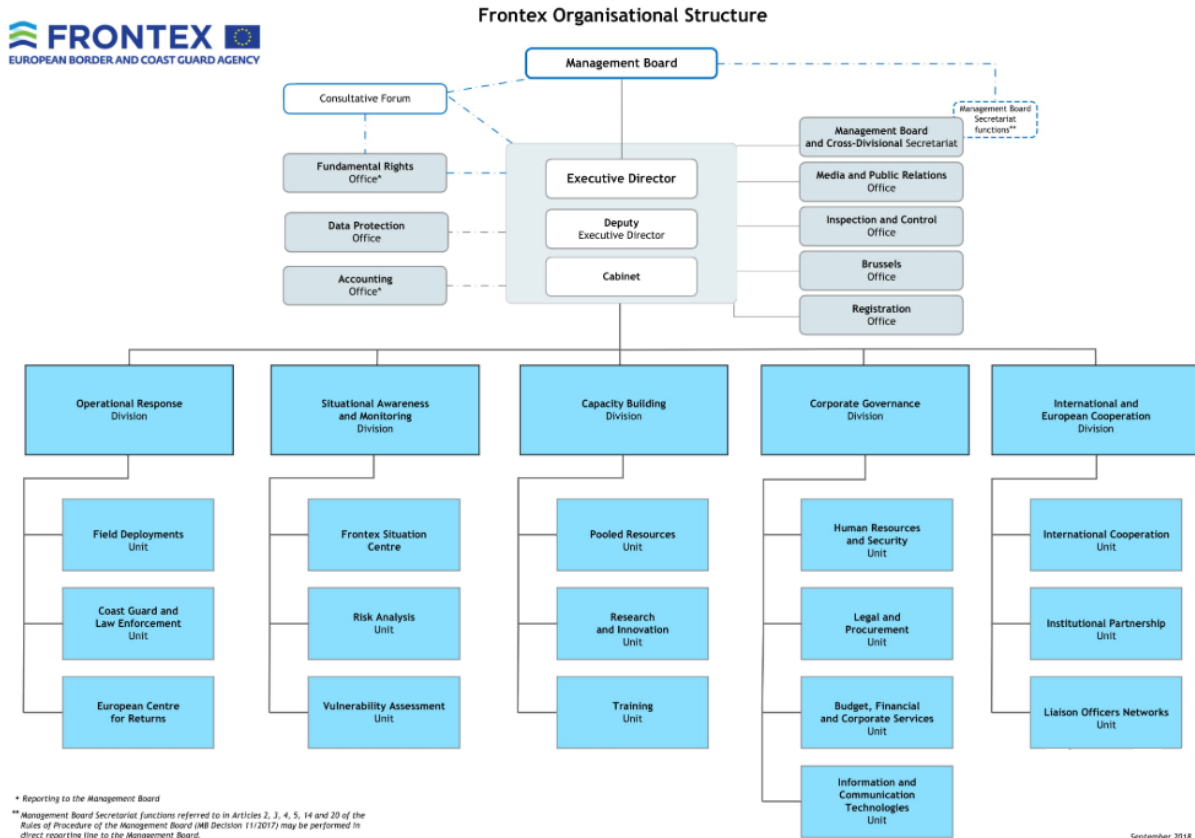 Frontex Organisational Structure
FRONTEX
EUROPEAN BORDER AND COAST GUARD AGENCY
Management Board
Consultative Forum
Management Board
Secretariat
functions**
Management Board
and Cross-Divisional Secretariat
Fundamental Rights
Office*
Executive Director
Media and Public Relations
Office
Data Protection
Office
Deputy
Executive Director
Inspection and Control
Office
Accounting
Office*
Cabinet
Brussels
Office
Registration
Office
Operational Response
Division
Situational Awareness
and Monitoring
Division
Capacity Building
Division
Corporate Governance
Division
International and
European Cooperation
Division
Field Deployments
Unit
Frontex Situation
Centre
Pooled Resources
Unit
Human Resources
and Security
Unit
International Cooperation
Unit
Coast Guard and
Law Enforcement
Unit
Risk Analysis
Unit
Research
and Innovation
Unit
Legal and
Procurement
Unit
Institutional Partnership
Unit
European Centre
for Returns
Vulnerability Assessment
Unit
Training
Unit
Budget, Financial
and Corporate Services
Unit
Liaison Officers Networks
Unit
Information and
Communication
Technologies
Unit
* Reporting to the Management Board
** Management Board Secretariat functions referred to in Articles 2, 3, 4, 5, 14 and 20 of the
Rules of Procedure of the Management Board (MB Decision 11/2017) may be performed in
direct reporting line to the Management Board.
September 2018